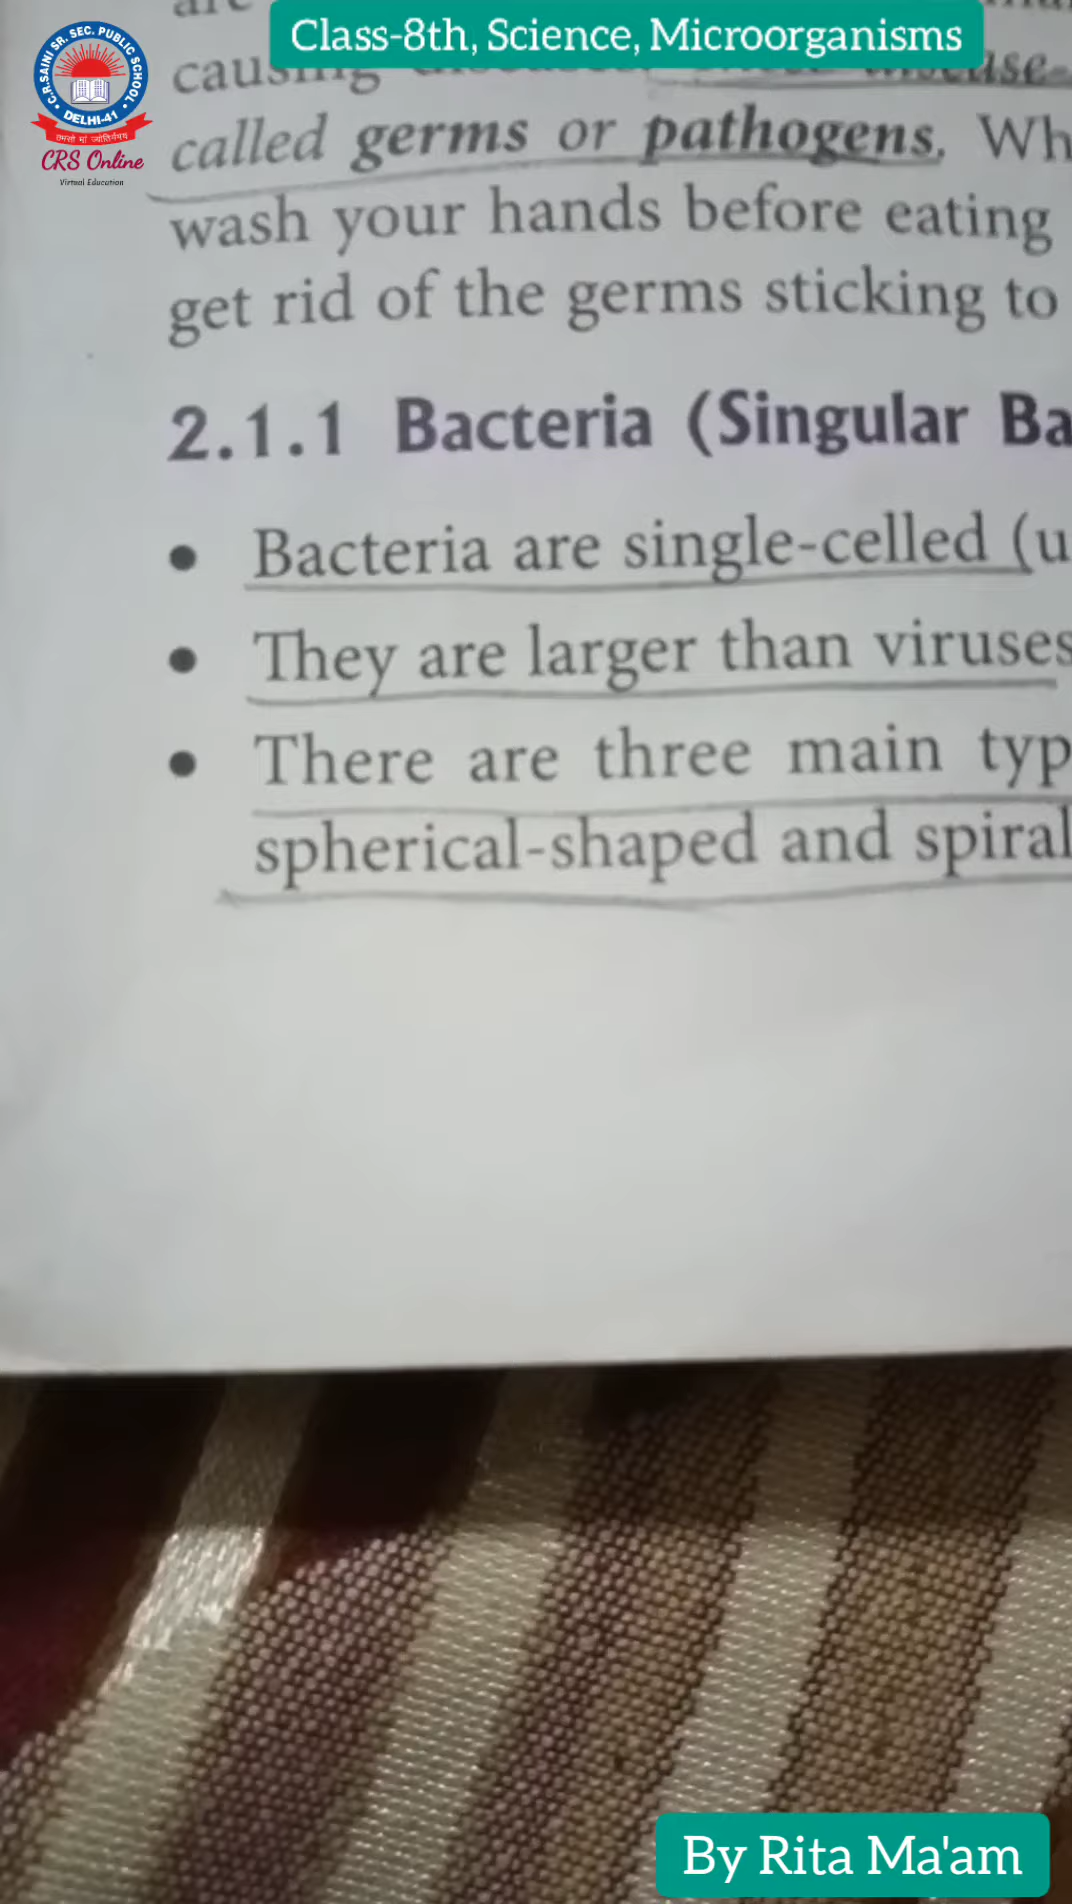 Class-8th, Science, Microorganisms
C.R.SAINI SR. SEC. PUBLIC SCHOOL
DELHI-41
तमसो मा ज्योतिर्गमय
CRS Online
Virtual Education
causing
called germs or pathogens. Wh
wash your hands before eating
get rid of the germs sticking to
2.1.1 Bacteria (Singular Ba
• Bacteria are single-celled (u
• They are larger than viruses
• There are three main typ
spherical-shaped and spiral
By Rita Ma'am